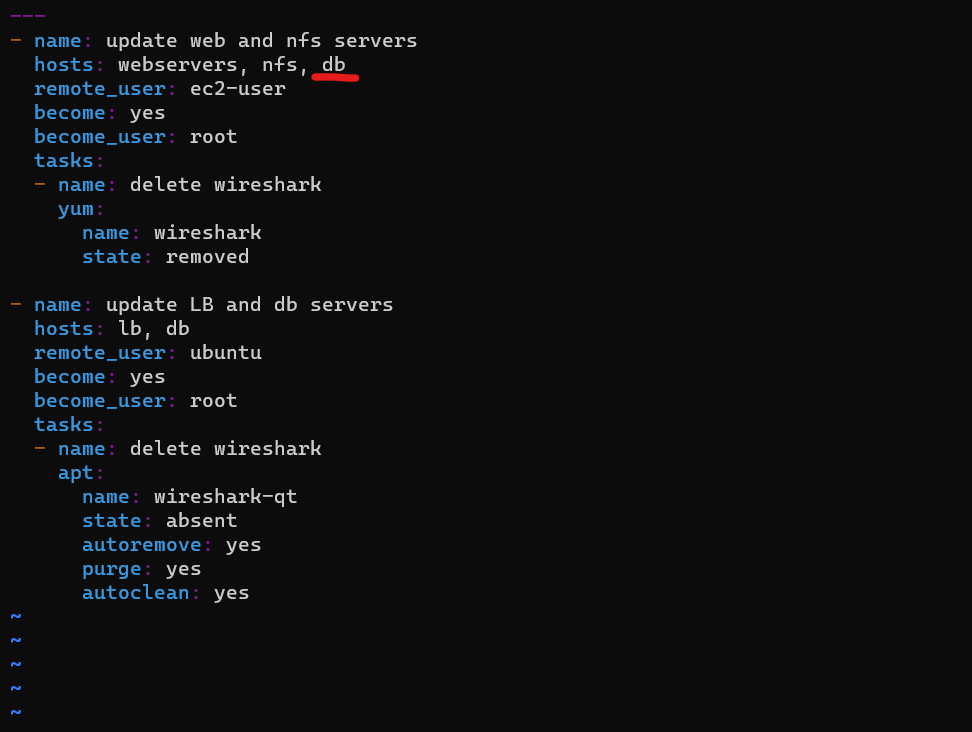 ---
- name: update web and nfs servers
  hosts: webservers, nfs, db
  remote_user: ec2-user
  become: yes
  become_user: root
  tasks:
  - name: delete wireshark
    yum:
      name: wireshark
      state: removed

- name: update LB and db servers
  hosts: lb, db
  remote_user: ubuntu
  become: yes
  become_user: root
  tasks:
  - name: delete wireshark
    apt:
      name: wireshark-qt
      state: absent
      autoremove: yes
      purge: yes
      autoclean: yes
~
~
~
~
~